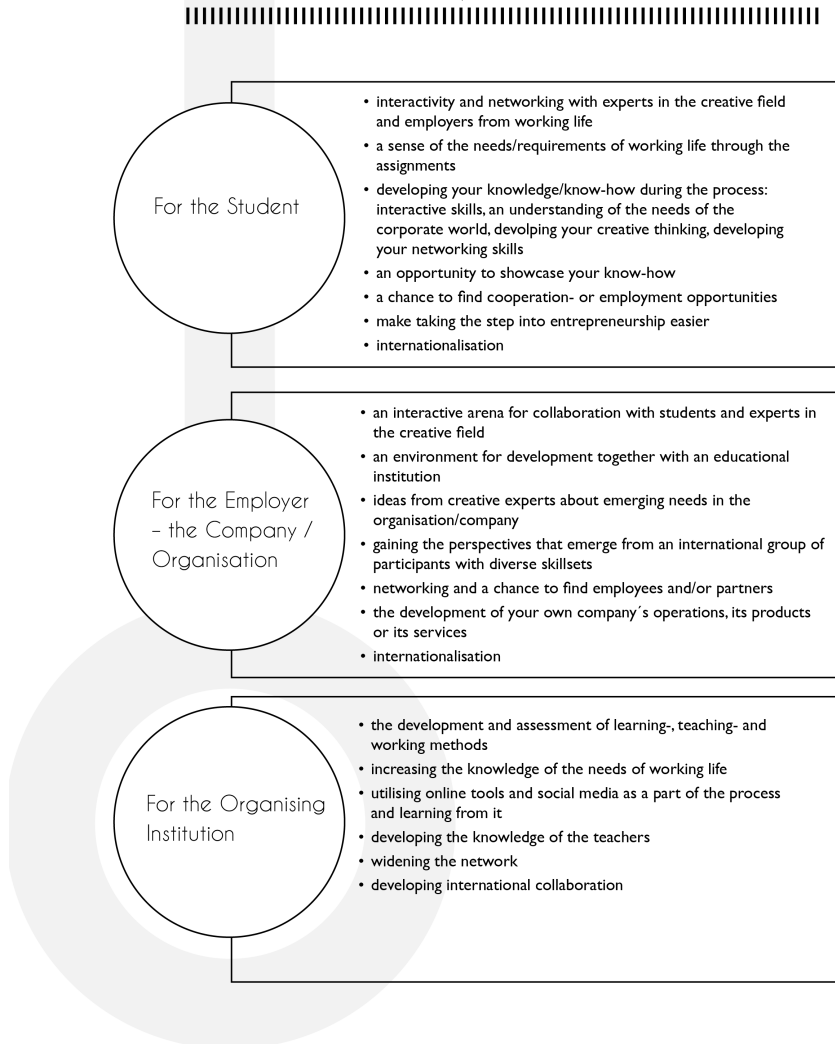 For the Student
• interactivity and networking with experts in the creative field
and employers from working life
• a sense of the needs/requirements of working life through the
assignments
• developing your knowledge/know-how during the process:
interactive skills, an understanding of the needs of the
corporate world, devolping your creative thinking, developing
your networking skills
• an opportunity to showcase your know-how
• a chance to find cooperation- or employment opportunities
• make taking the step into entrepreneurship easier
• internationalisation
For the Employer
– the Company /
Organisation
• an interactive arena for collaboration with students and experts in
the creative field
• an environment for development together with an educational
institution
• ideas from creative experts about emerging needs in the
organisation/company
• gaining the perspectives that emerge from an international group of
participants with diverse skillsets
• networking and a chance to find employees and/or partners
• the development of your own company´s operations, its products
or its services
• internationalisation
For the Organising
Institution
• the development and assessment of learning-, teaching- and
working methods
• increasing the knowledge of the needs of working life
• utilising online tools and social media as a part of the process
and learning from it
• developing the knowledge of the teachers
• widening the network
• developing international collaboration